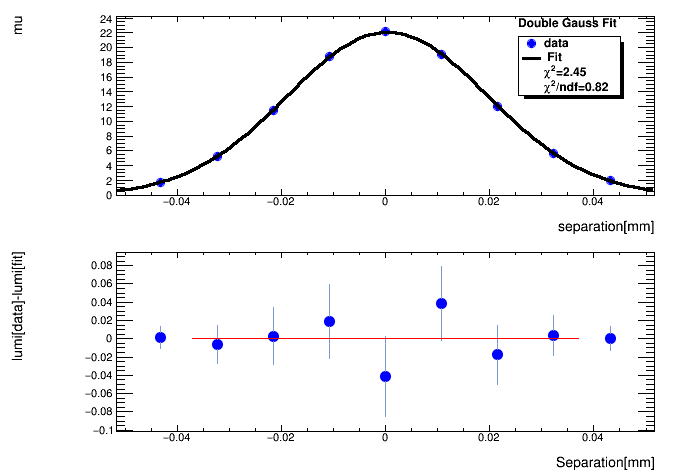 mu
Double Gauss Fit
data
Fit
χ²=2.45
χ²/ndf=0.82
24
22
20
18
16
14
12
10
8
6
4
2
0
−0.04 −0.02 0 0.02 0.04
separation[mm]
lumi[data]-lumi[fit]
0.08
0.06
0.04
0.02
0
−0.02
−0.04
−0.06
−0.08
−0.1
−0.04 −0.02 0 0.02 0.04
Separation[mm]